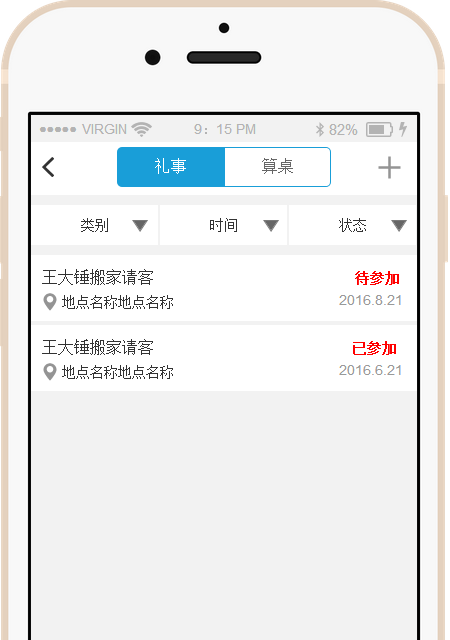 VIRGIN 9：15 PM 82%
礼事 算桌
类别 时间 状态
王大锤搬家请客 待参加
地点名称地点名称 2016.8.21
王大锤搬家请客 已参加
地点名称地点名称 2016.6.21